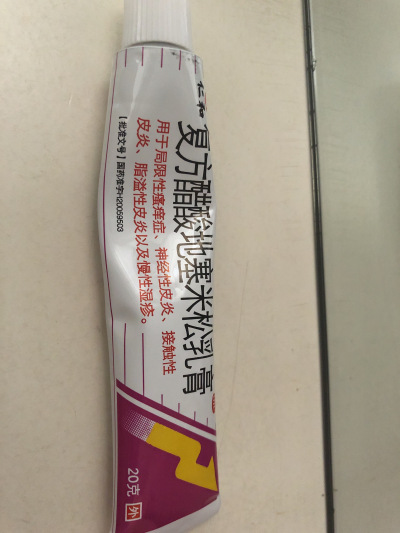 仁和
复方醋酸地塞米松乳膏
用于局限性瘙痒症、神经性皮炎、接触性
皮炎、脂溢性皮炎以及慢性湿疹。
【批准文号】国药准字H20059503
20克 外